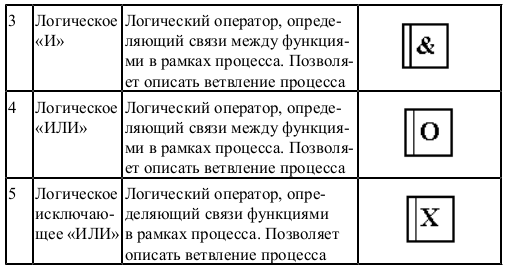 3 Логическое Логический оператор, опреде-
«И» ляющий связи между функция-
ми в рамках процесса. Позволя-
ет описать ветвление процесса
&
4 Логическое Логический оператор, опреде-
«ИЛИ» ляющий связи между функция-
ми в рамках процесса. Позволя-
ет описать ветвление процесса
O
5 Логическое Логический оператор, опре-
исключаю- деляющий связи функциями
щее «ИЛИ» в рамках процесса. Позволяет
описать ветвление процесса
X